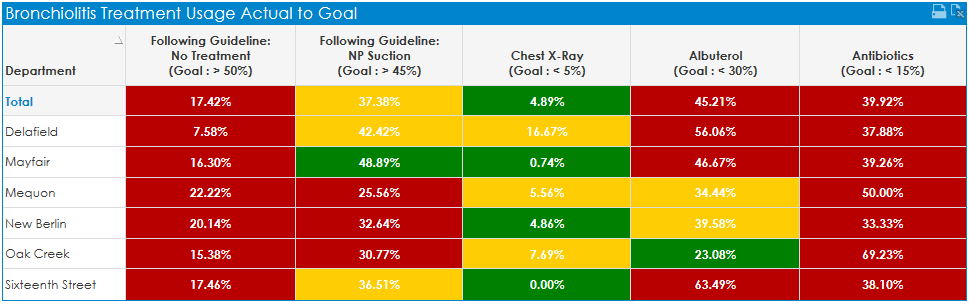 Bronchiolitis Treatment Usage Actual to Goal
Department Following Guideline: No Treatment (Goal : > 50%) Following Guideline: NP Suction (Goal : > 45%) Chest X-Ray (Goal : < 5%) Albuterol (Goal : < 30%) Antibiotics (Goal : < 15%)
Total 17.42% 37.38% 4.89% 45.21% 39.92%
Delafield 7.58% 42.42% 16.67% 56.06% 37.88%
Mayfair 16.30% 48.89% 0.74% 46.67% 39.26%
Mequon 22.22% 25.56% 5.56% 34.44% 50.00%
New Berlin 20.14% 32.64% 4.86% 39.58% 33.33%
Oak Creek 15.38% 30.77% 7.69% 23.08% 69.23%
Sixteenth Street 17.46% 36.51% 0.00% 63.49% 38.10%